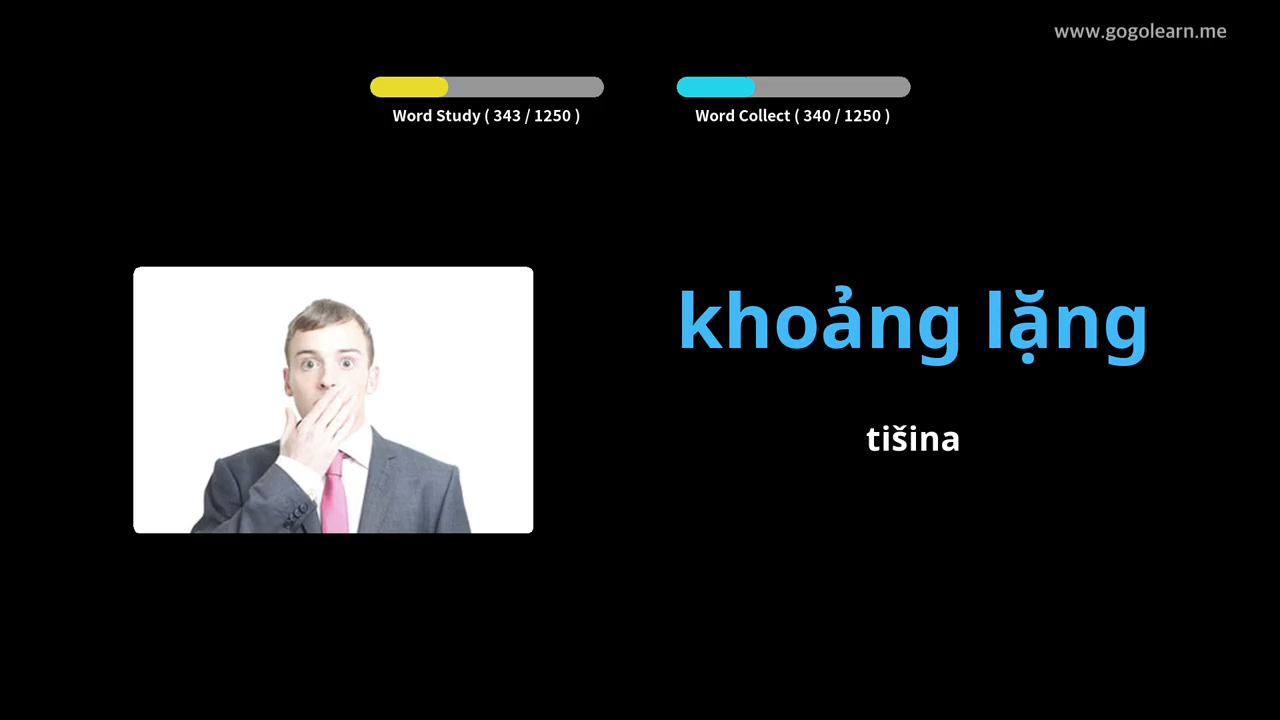 www.gogolearn.me
Word Study ( 343 / 1250 )
Word Collect ( 340 / 1250 )
khoảng lặng
tišina